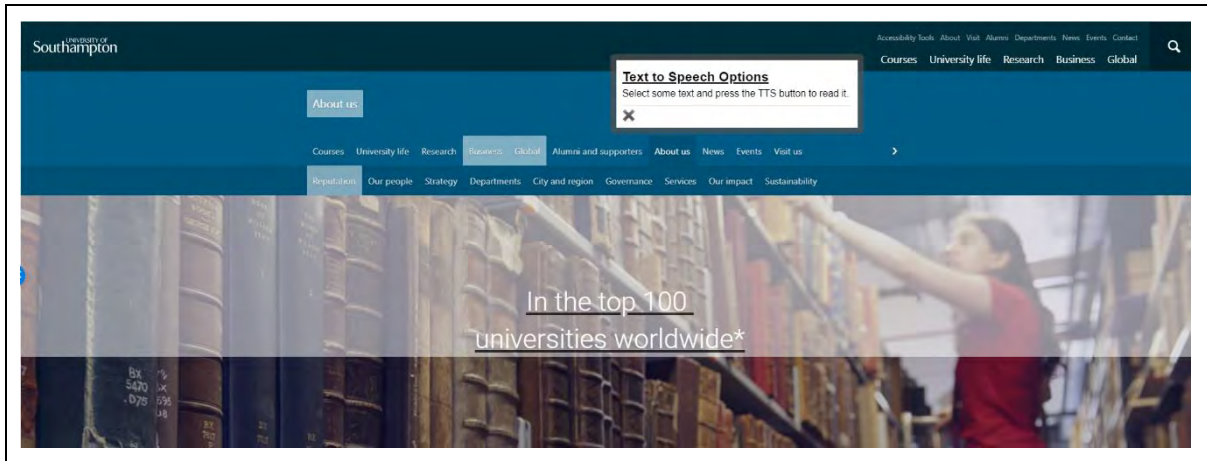 UNIVERSITY OF
Southampton
Accessibility Tools About Visit Alumni Departments News Events Contact
Courses University life Research Business Global
Text to Speech Options
Select some text and press the TTS button to read it.
About us
Courses University life Research Business Global Alumni and supporters About us News Events Visit us
Reputation Our people Strategy Departments City and region Governance Services Our impact Sustainability
In the top 100
universities worldwide*
BX
5470
.D75